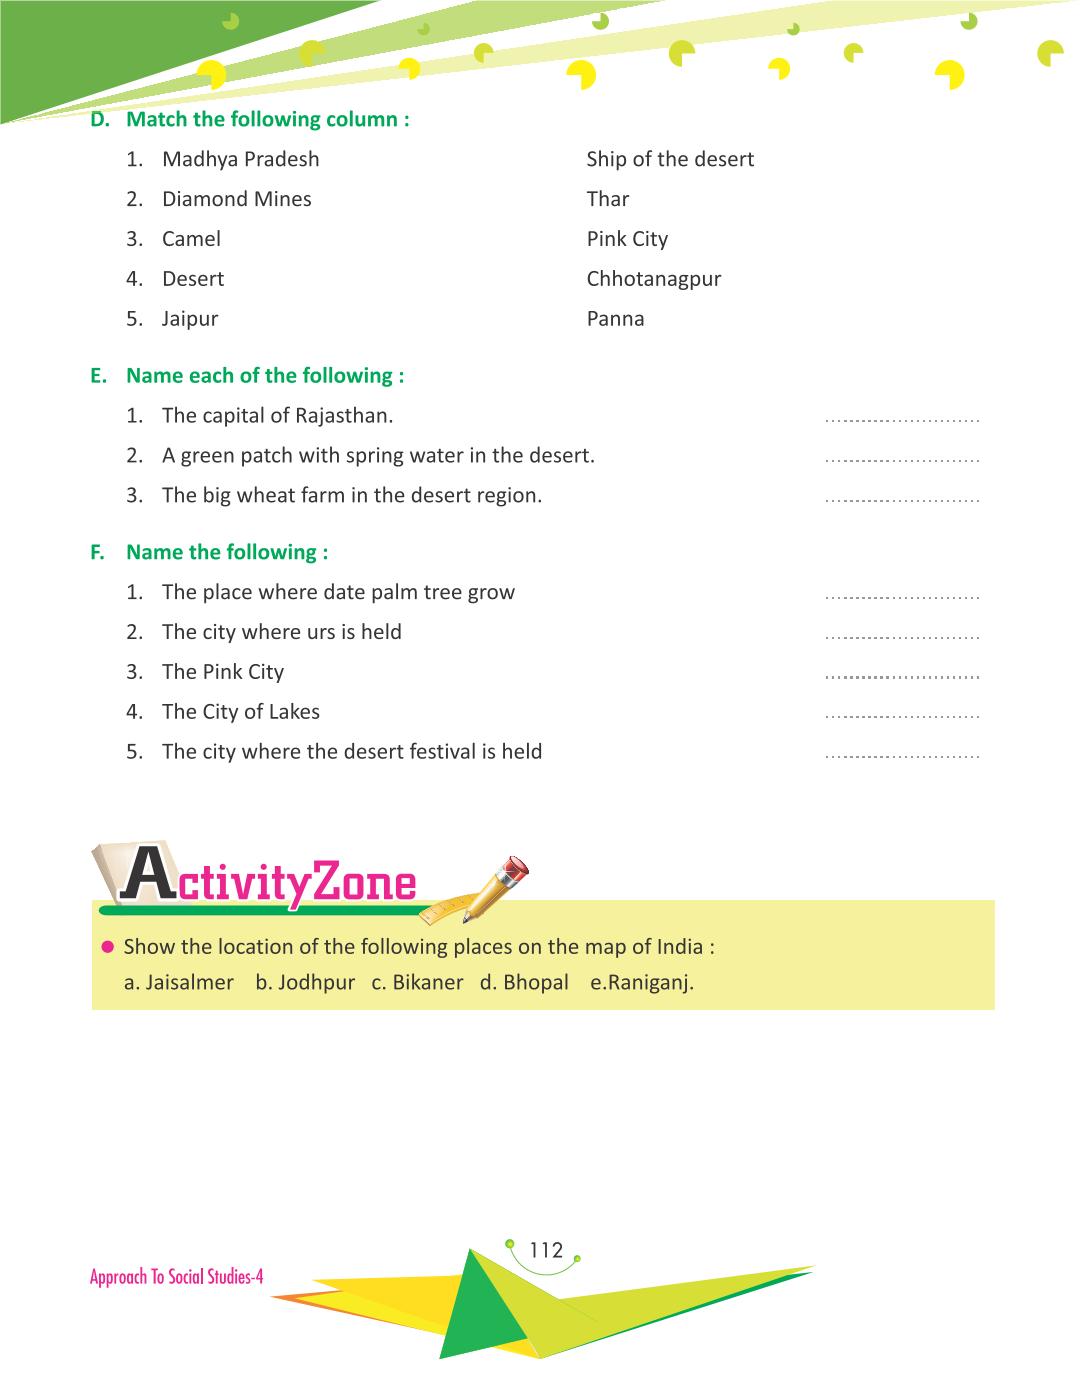 D. Match the following column :
1. Madhya Pradesh Ship of the desert
2. Diamond Mines Thar
3. Camel Pink City
4. Desert Chhotanagpur
5. Jaipur Panna
E. Name each of the following :
1. The capital of Rajasthan. ..........................
2. A green patch with spring water in the desert. ..........................
3. The big wheat farm in the desert region. ..........................
F. Name the following :
1. The place where date palm tree grow ..........................
2. The city where urs is held ..........................
3. The Pink City ..........................
4. The City of Lakes ..........................
5. The city where the desert festival is held ..........................
ActivityZone
● Show the location of the following places on the map of India :
a. Jaisalmer b. Jodhpur c. Bikaner d. Bhopal e.Raniganj.
112
Approach To Social Studies-4